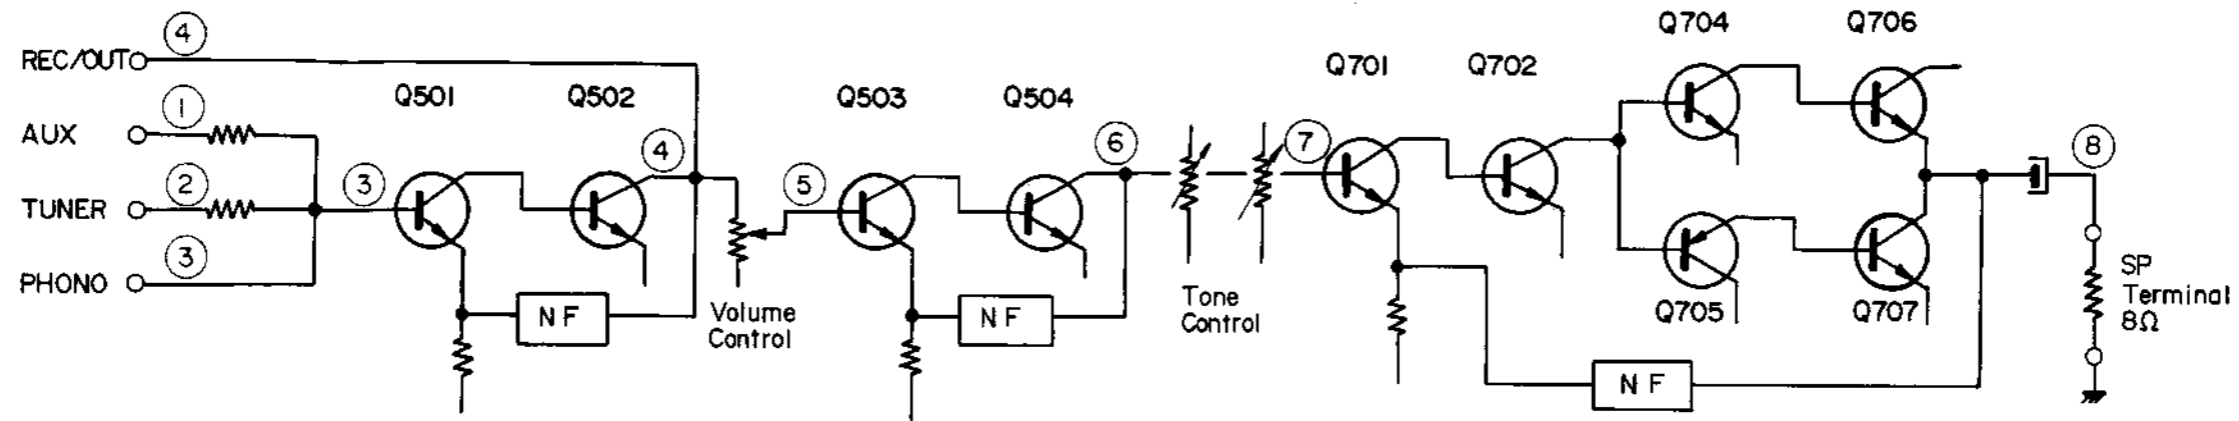 REC/OUT
④
AUX
①
TUNER
②
PHONO
③
③
Q501
Q502
④
NF
Volume
Control
⑤
Q503
Q504
⑥
NF
Tone
Control
⑦
Q701
Q702
Q704
Q706
Q705
Q707
NF
⑧
SP
Terminal
8Ω